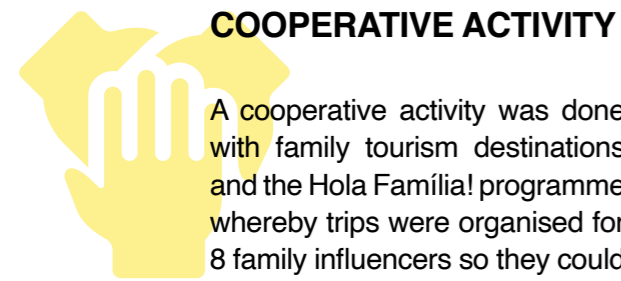 COOPERATIVE ACTIVITY
A cooperative activity was done
with family tourism destinations
and the Hola Família! programme
whereby trips were organised for
8 family influencers so they could